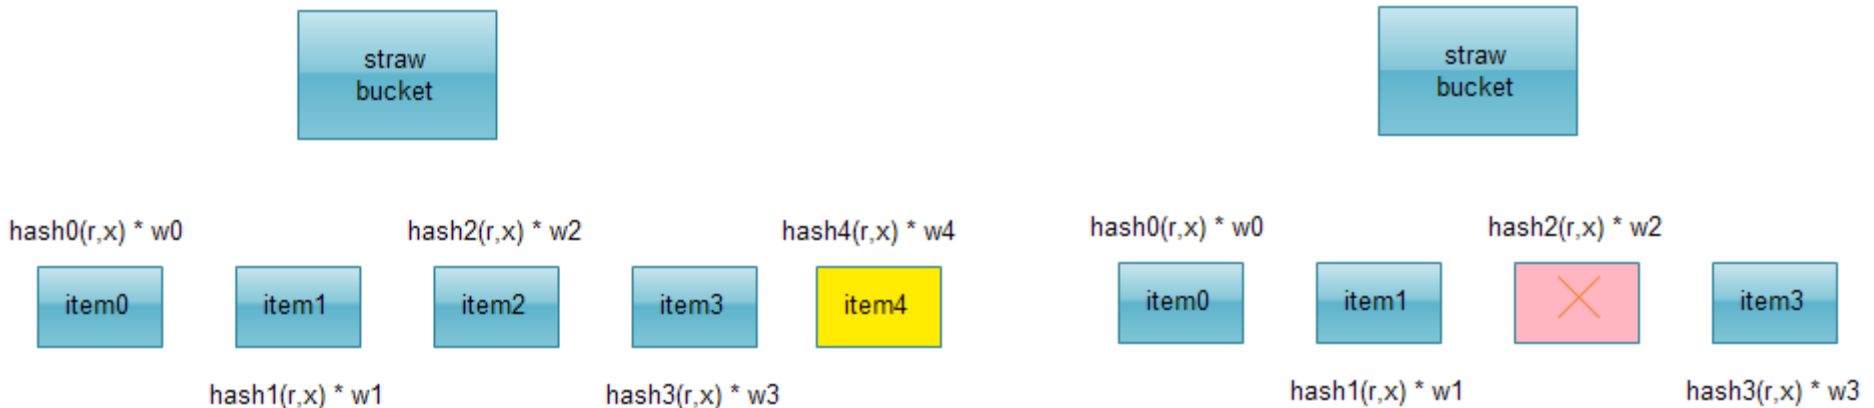 straw
bucket
hash0(r,x) * w0
hash2(r,x) * w2
hash4(r,x) * w4
item0
item1
item2
item3
item4
hash1(r,x) * w1
hash3(r,x) * w3
straw
bucket
hash0(r,x) * w0
hash2(r,x) * w2
item0
item1
item3
hash1(r,x) * w1
hash3(r,x) * w3